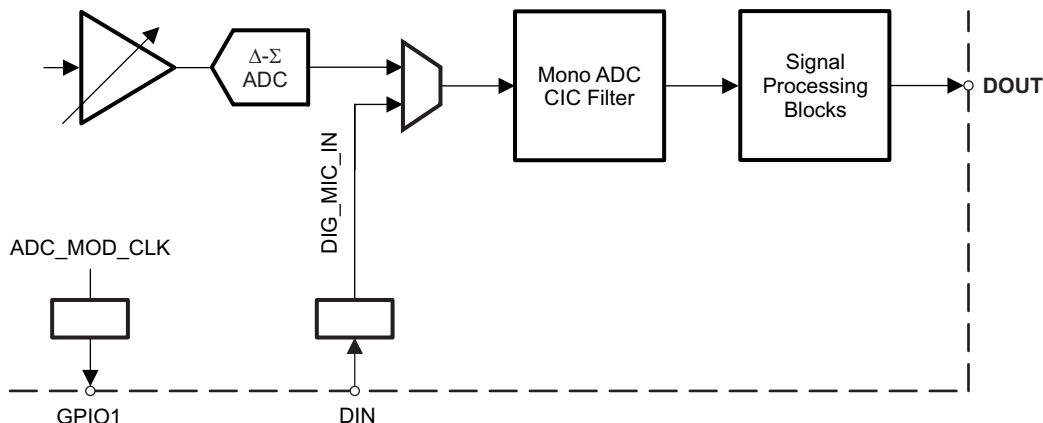 Δ-Σ
ADC
Mono ADC
CIC Filter
Signal
Processing
Blocks
DOUT
DIG_MIC_IN
ADC_MOD_CLK
GPIO1
DIN